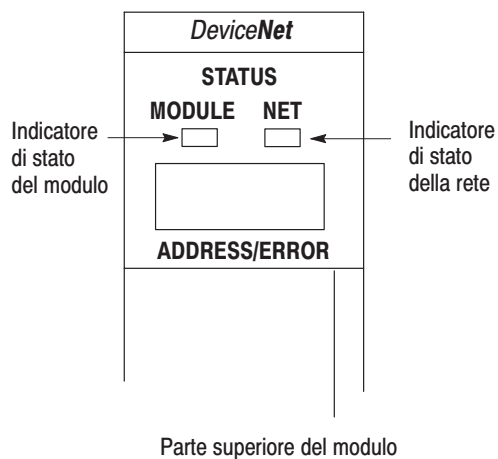 DeviceNet
STATUS
MODULE NET
Indicatore
di stato
del modulo
Indicatore
di stato
della rete
ADDRESS/ERROR
Parte superiore del modulo